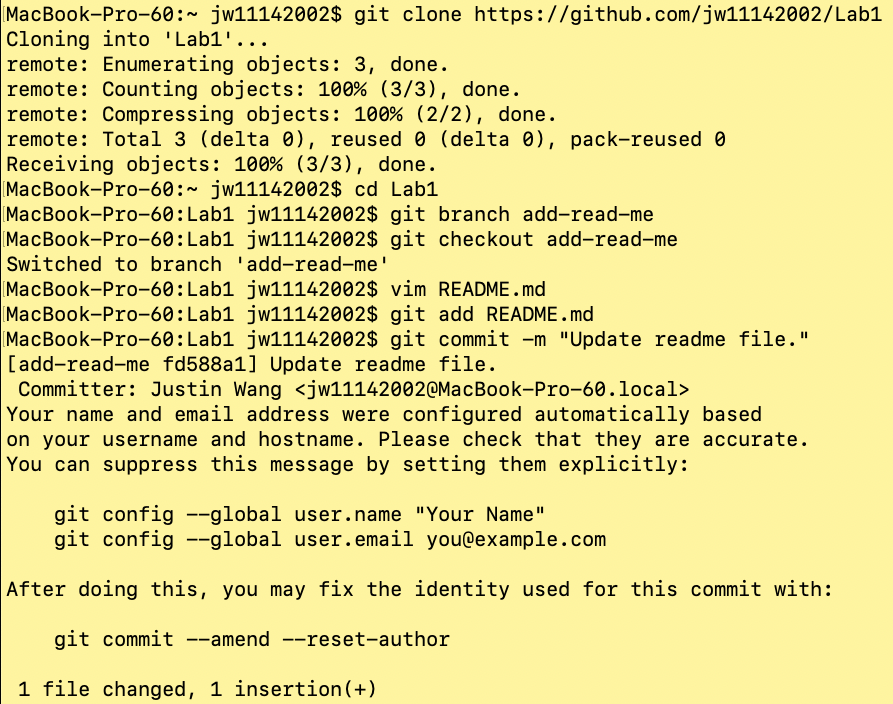 MacBook-Pro-60:~ jw11142002$ git clone https://github.com/jw11142002/Lab1
Cloning into 'Lab1'...
remote: Enumerating objects: 3, done.
remote: Counting objects: 100% (3/3), done.
remote: Compressing objects: 100% (2/2), done.
remote: Total 3 (delta 0), reused 0 (delta 0), pack-reused 0
Receiving objects: 100% (3/3), done.
MacBook-Pro-60:~ jw11142002$ cd Lab1
MacBook-Pro-60:Lab1 jw11142002$ git branch add-read-me
MacBook-Pro-60:Lab1 jw11142002$ git checkout add-read-me
Switched to branch 'add-read-me'
MacBook-Pro-60:Lab1 jw11142002$ vim README.md
MacBook-Pro-60:Lab1 jw11142002$ git add README.md
MacBook-Pro-60:Lab1 jw11142002$ git commit -m "Update readme file."
[add-read-me fd588a1] Update readme file.
 Committer: Justin Wang <jw11142002@MacBook-Pro-60.local>
Your name and email address were configured automatically based
on your username and hostname. Please check that they are accurate.
You can suppress this message by setting them explicitly:

    git config --global user.name "Your Name"
    git config --global user.email you@example.com

After doing this, you may fix the identity used for this commit with:

    git commit --amend --reset-author

 1 file changed, 1 insertion(+)